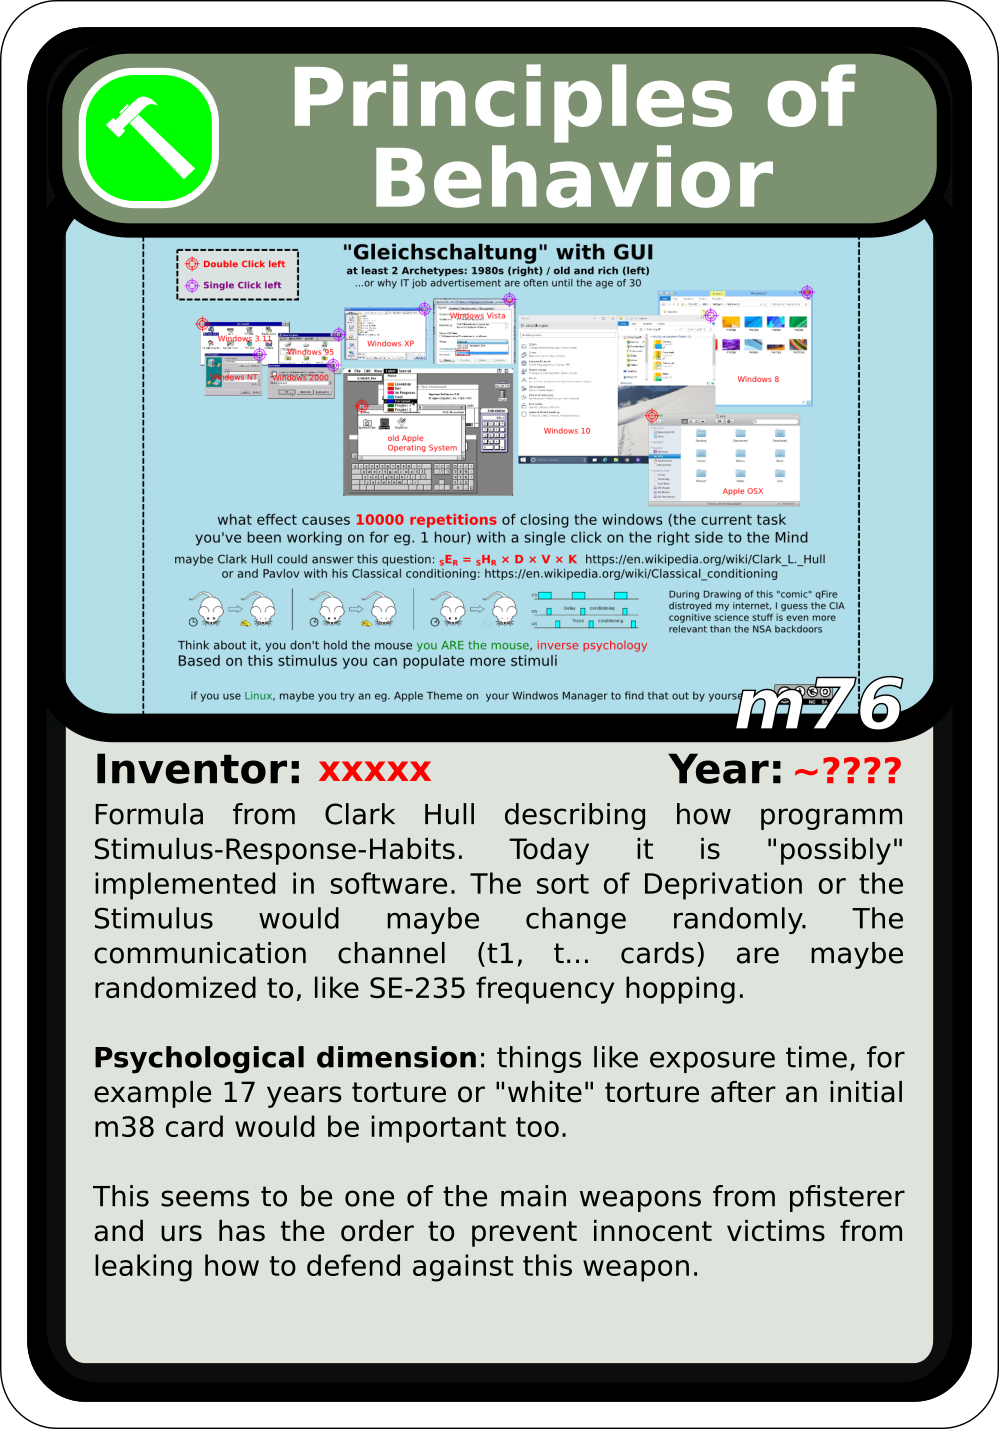 Principles of
Behavior
"Gleichschaltung" with GUI
at least 2 Archetypes: 1980s (right) / old and rich (left)
...or why IT job advertisement are often until the age of 30
Double Click left
Single Click left
Windows 3.11
Windows 95
Windows NT
Windows 2000
Windows XP
Windows Vista
old Apple
Operating System
Calculator
Windows 10
Windows 8
Apple OSX
what effect causes 10000 repetitions of closing the windows (the current task
you've been working on for eg. 1 hour) with a single click on the right side to the Mind
maybe Clark Hull could answer this question: sER = sHR × D × V × K https://en.wikipedia.org/wiki/Clark_L._Hull
or and Pavlov with his Classical conditioning: https://en.wikipedia.org/wiki/Classical_conditioning
CS
US
CS
Delay conditioning
Trace conditioning
During Drawing of this "comic" qFire
distroyed my internet, I guess the CIA
cognitive science stuff is even more
relevant than the NSA backdoors
Think about it, you don't hold the mouse you ARE the mouse, inverse psychology
Based on this stimulus you can populate more stimuli
if you use Linux, maybe you try an eg. Apple Theme on your Windwos Manager to find that out by yourse
NC SA
m76
Inventor: xxxxx Year: ~????
Formula from Clark Hull describing how programm
Stimulus-Response-Habits. Today it is "possibly"
implemented in software. The sort of Deprivation or the
Stimulus would maybe change randomly. The
communication channel (t1, t... cards) are maybe
randomized to, like SE-235 frequency hopping.
Psychological dimension: things like exposure time, for
example 17 years torture or "white" torture after an initial
m38 card would be important too.
This seems to be one of the main weapons from pfisterer
and urs has the order to prevent innocent victims from
leaking how to defend against this weapon.